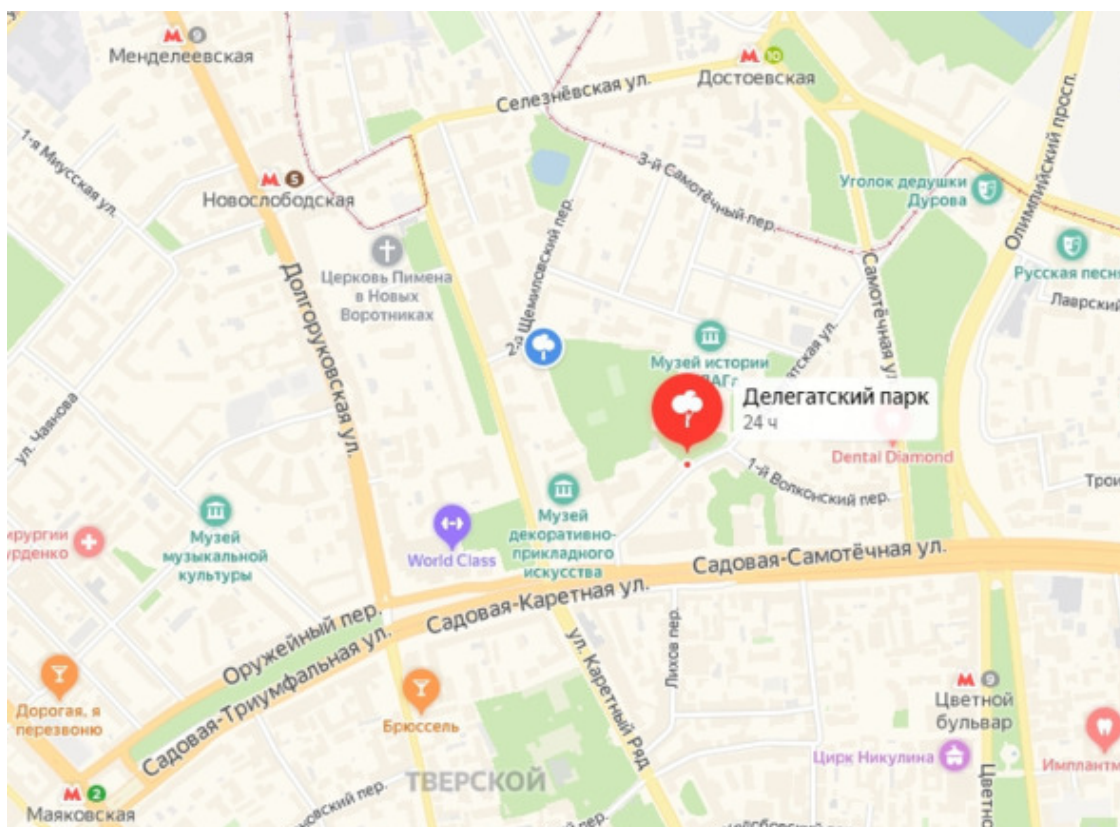 9
Менделеевская
10
Достоевская
Селезнёвская ул.
Олимпийский просп.
1-я Миусская ул.
3-й Самотёчный пер.
5
Новослободская
Уголок дедушки
Дурова
Церковь Пимена
в Новых
Воротниках
Щемиловский пер.
Русская песня
Лаврский
Долгоруковская ул.
Самотёчная ул.
Музей истории
ул. Чаянова
Делегатский парк
24 ч
Dental Diamond
1-й Волконский пер.
Музей
музыкальной
культуры
World Class
Музей
декоративно-
прикладного
искусства
Садовая-Самотёчная ул.
Садовая-Каретная ул.
Оружейный пер.
Садовая-Триумфальная ул.
ул. Каретный Ряд
Лихов пер.
Дорогая, я
перезвоню
Брюссель
9
Цветной
бульвар
Цирк Никулина
ТВЕРСКОЙ
2
Маяковская